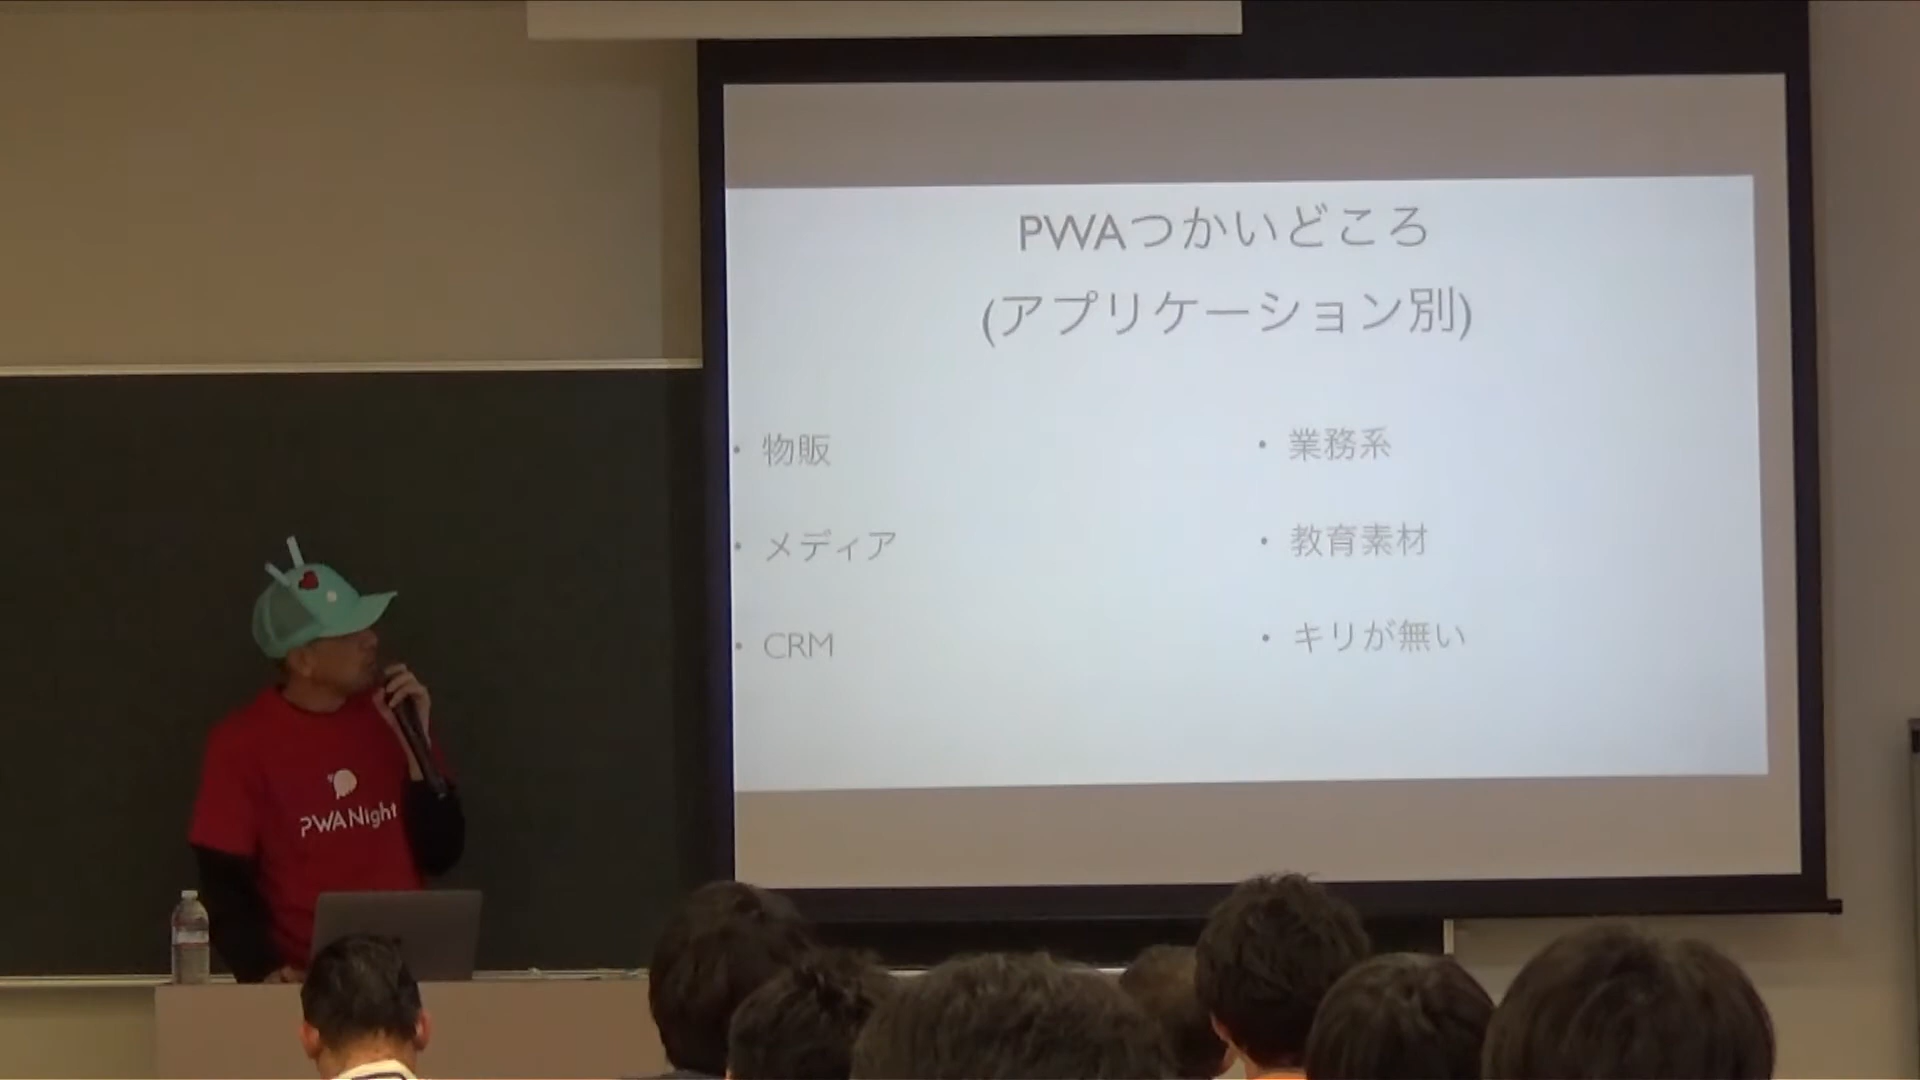 PWAつかいどころ
(アプリケーション別)
・ 物販
・ メディア
・ CRM
・ 業務系
・ 教育素材
・ キリが無い
PWA Night